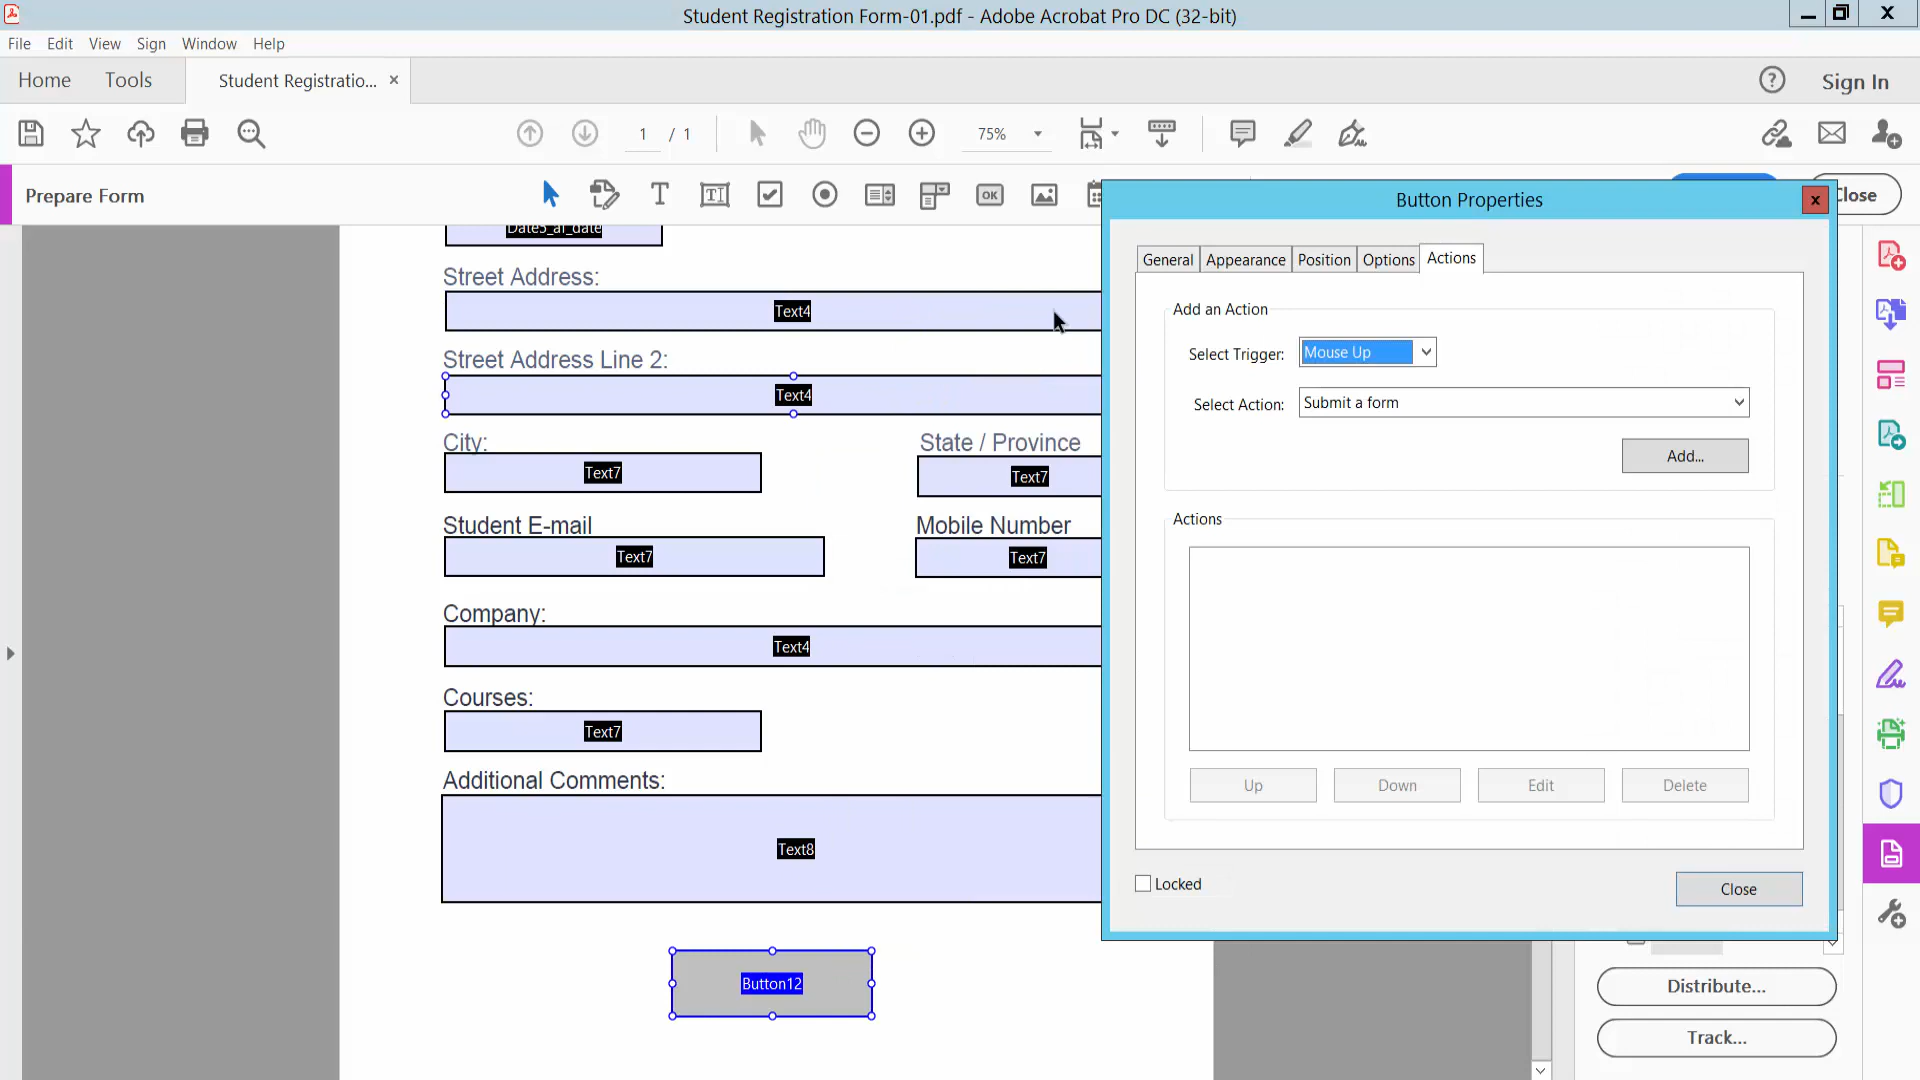 Student Registration Form-01.pdf - Adobe Acrobat Pro DC (32-bit)
File Edit View Sign Window Help
Home Tools Student Registratio... × Sign In
1 / 1 75%
Prepare Form OK Close
Button Properties
General Appearance Position Options Actions
Add an Action
Select Trigger: Mouse Up
Select Action: Submit a form
Add...
Actions
Up Down Edit Delete
Locked
Close
Date5_af_date
Street Address:
Text4
Street Address Line 2:
Text4
City: State / Province
Text7 Text7
Student E-mail Mobile Number
Text7 Text7
Company:
Text4
Courses:
Text7
Additional Comments:
Text8
Button12
Distribute...
Track...